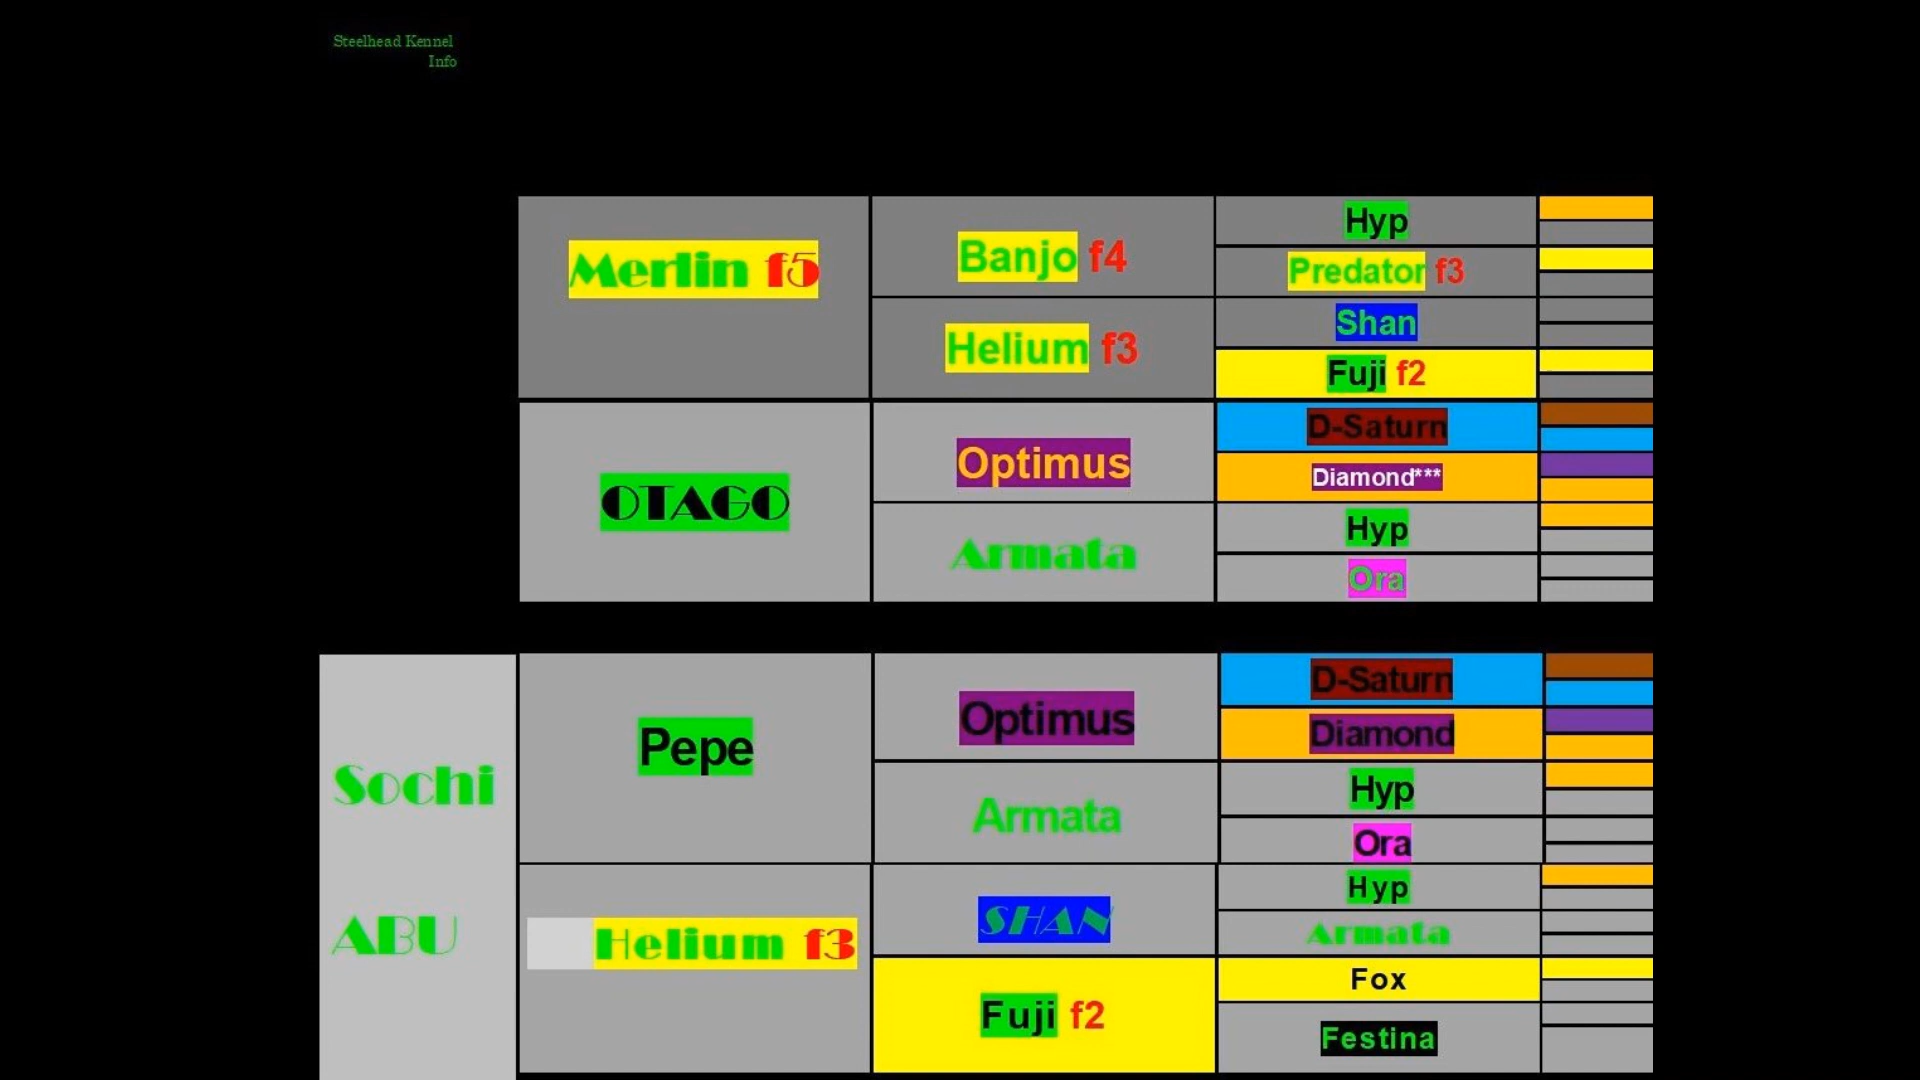 Steelhead Kennel
Info
Merlin f5
Banjo f4
Helium f3
Hyp
Predator f3
Shan
Fuji f2
OTAGO
Optimus
Armata
D-Saturn
Diamond***
Hyp
Ora
Sochi
ABU
Pepe
Optimus
Armata
D-Saturn
Diamond
Hyp
Ora
Helium f3
SHAN
Fuji f2
Hyp
Armata
Fox
Festina